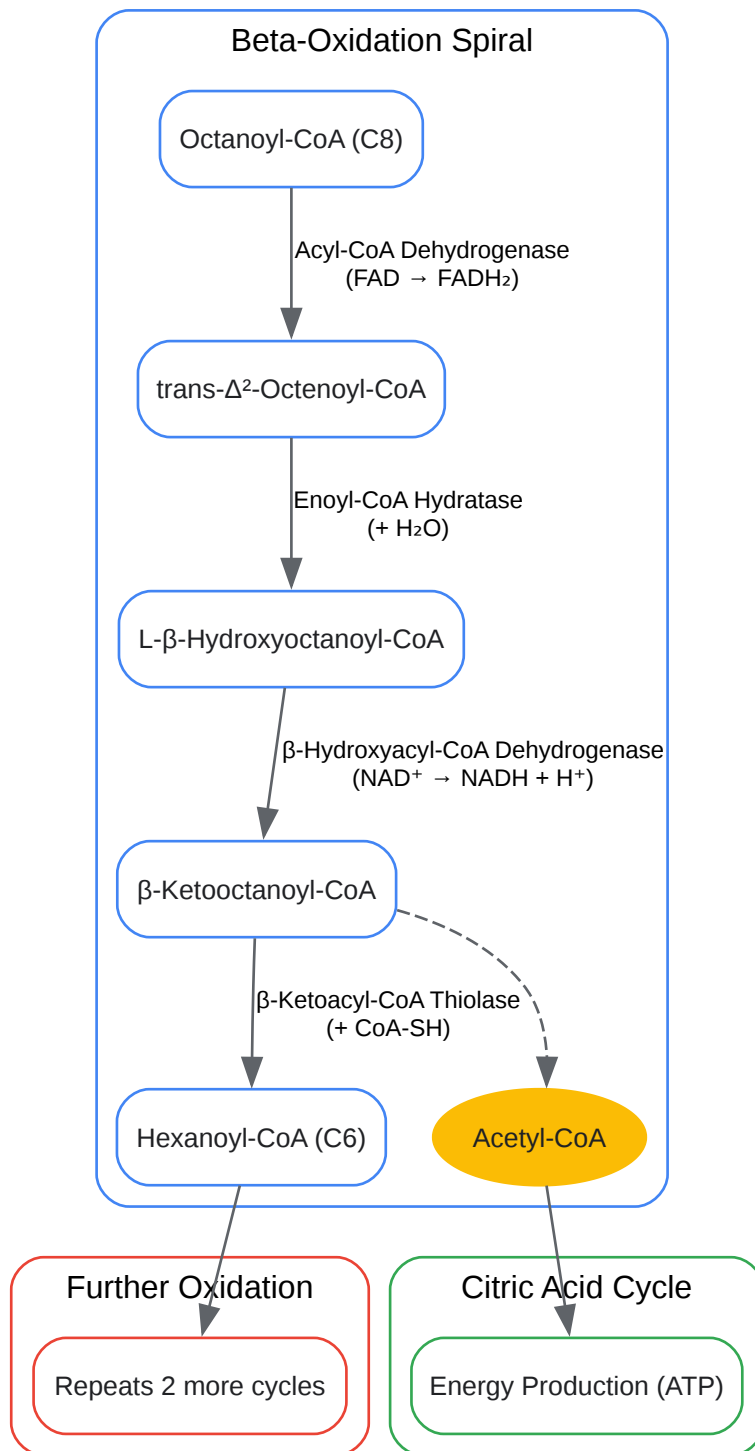 Beta-Oxidation Spiral
Octanoyl-CoA (C8)
Acyl-CoA Dehydrogenase
(FAD → FADH₂)
trans-Δ²-Octenoyl-CoA
Enoyl-CoA Hydratase
(+ H₂O)
L-β-Hydroxyoctanoyl-CoA
β-Hydroxyacyl-CoA Dehydrogenase
(NAD⁺ → NADH + H⁺)
β-Ketooctanoyl-CoA
β-Ketoacyl-CoA Thiolase
(+ CoA-SH)
Hexanoyl-CoA (C6)
Acetyl-CoA
Further Oxidation
Repeats 2 more cycles
Citric Acid Cycle
Energy Production (ATP)